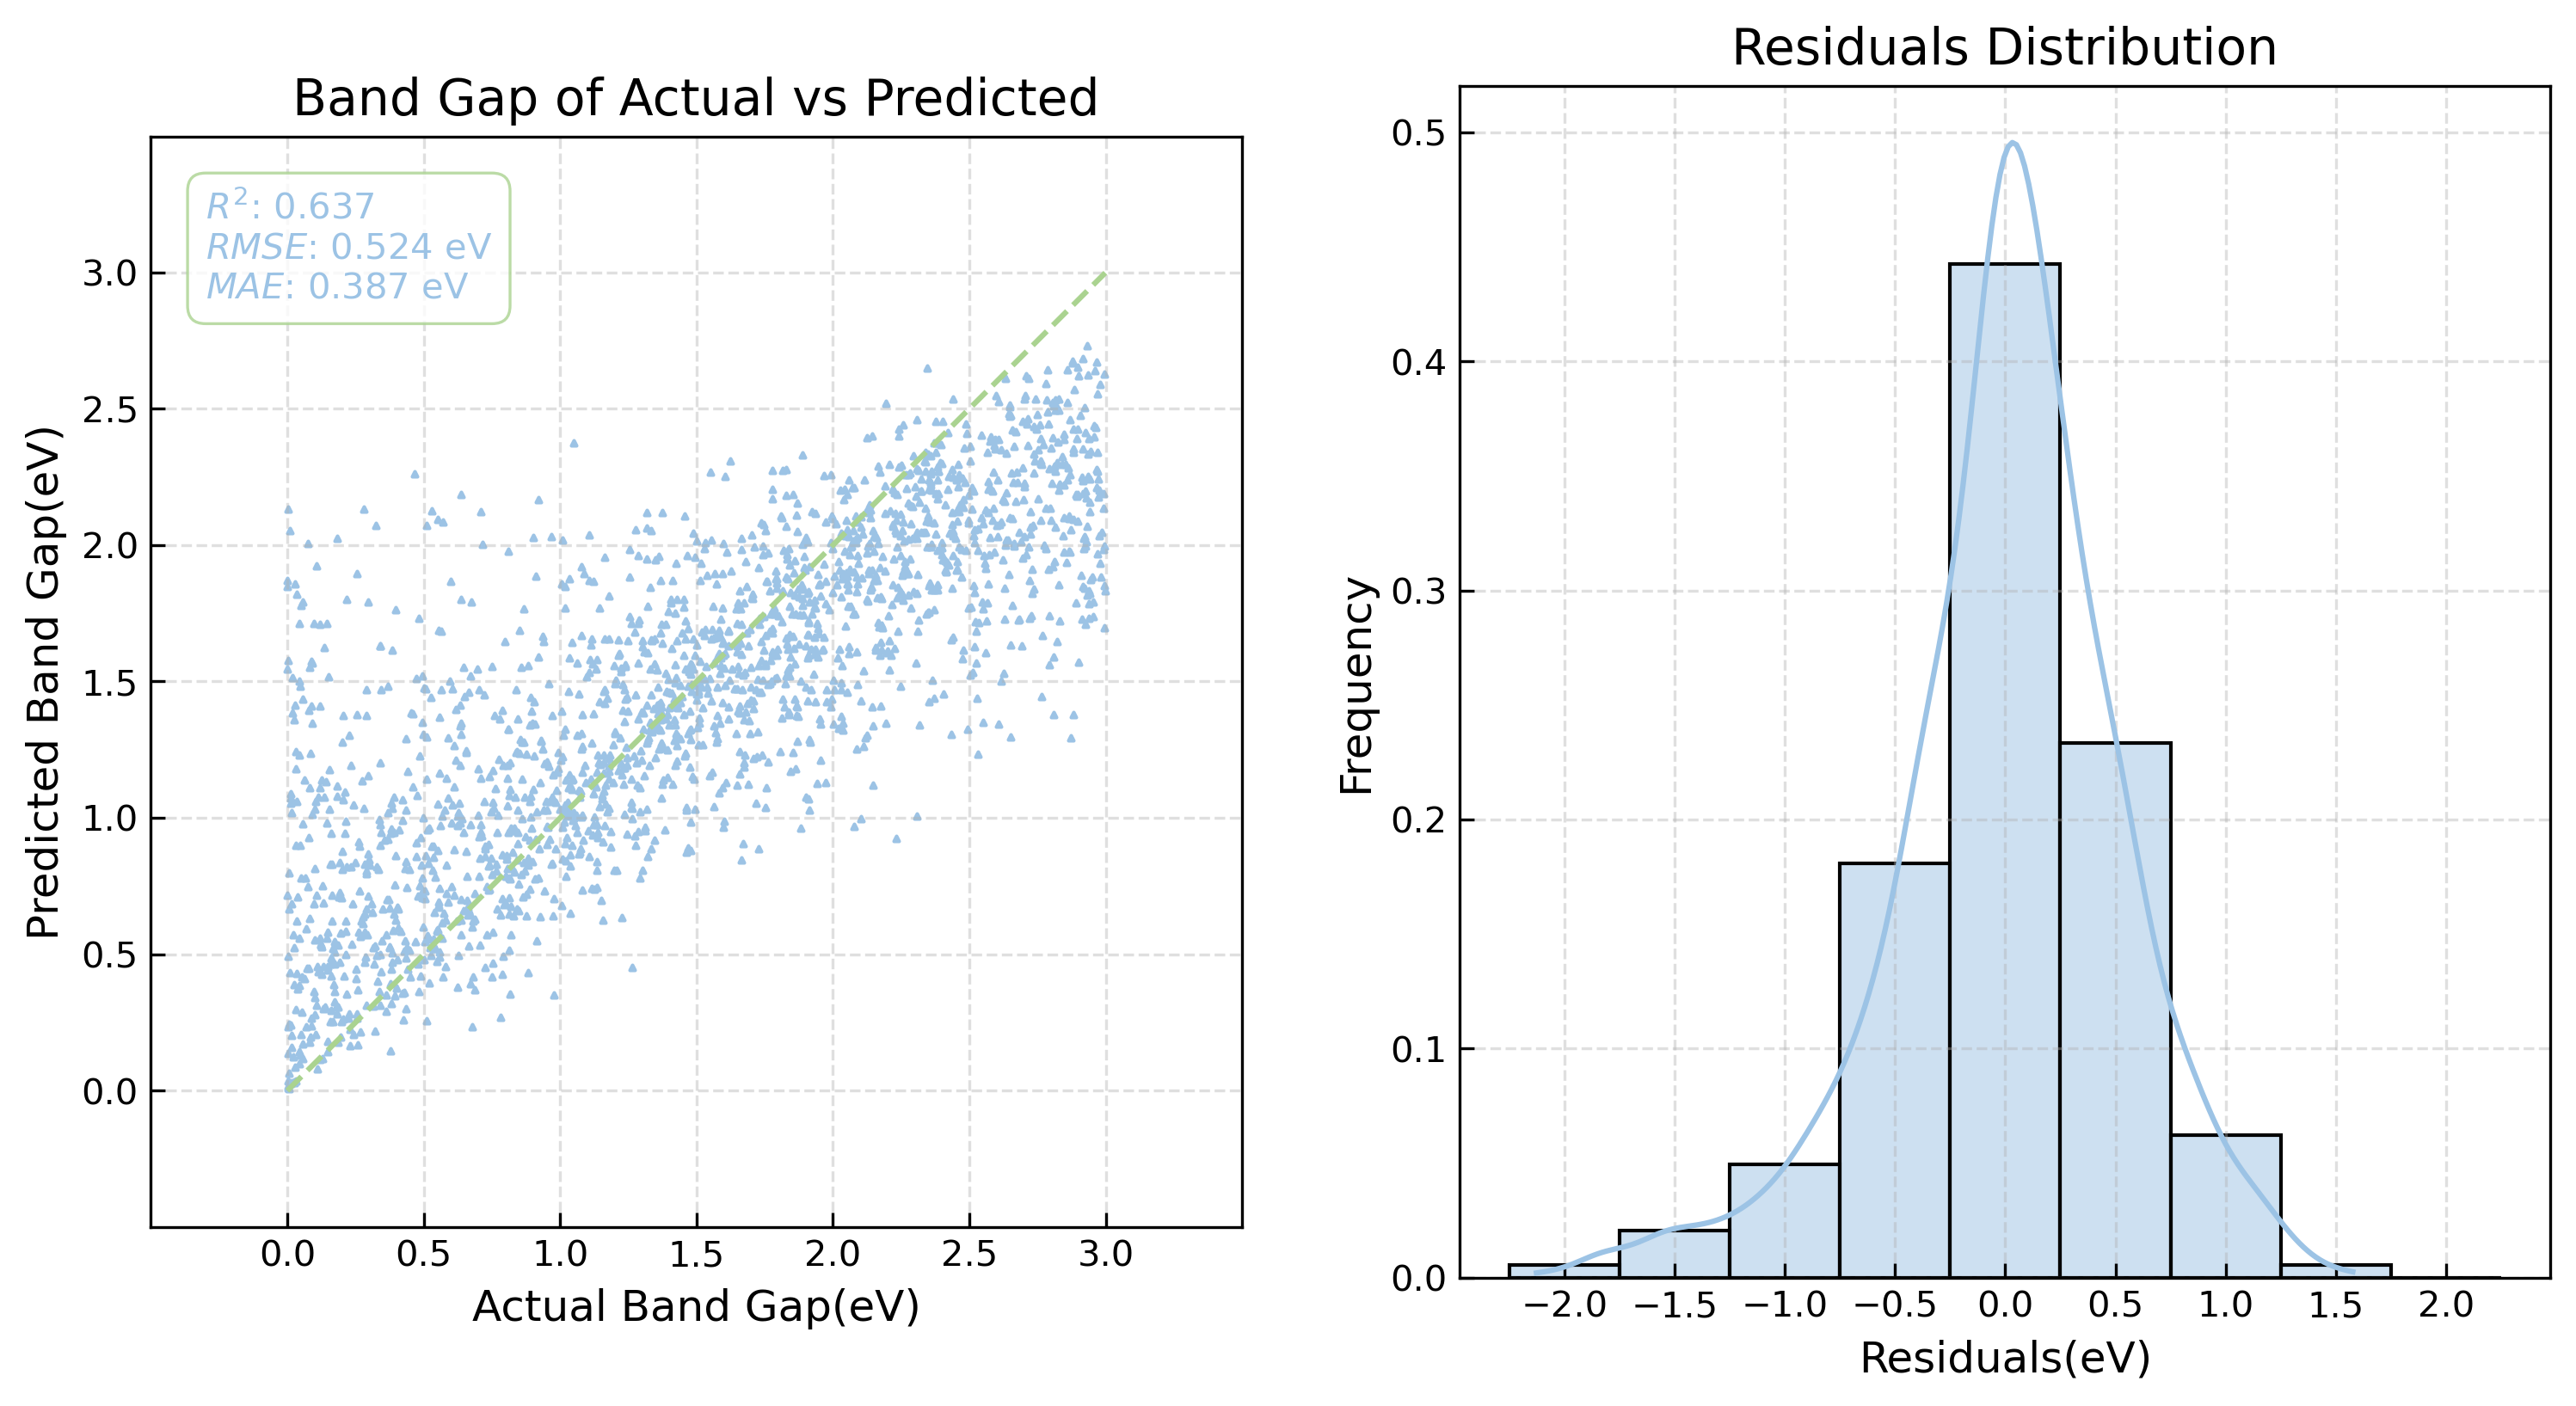 Band Gap of Actual vs Predicted
R²: 0.637
RMSE: 0.524 eV
MAE: 0.387 eV
Predicted Band Gap(eV)
3.0
2.5
2.0
1.5
1.0
0.5
0.0
0.0 0.5 1.0 1.5 2.0 2.5 3.0
Actual Band Gap(eV)
Residuals Distribution
Frequency
0.5
0.4
0.3
0.2
0.1
0.0
−2.0 −1.5 −1.0 −0.5 0.0 0.5 1.0 1.5 2.0
Residuals(eV)